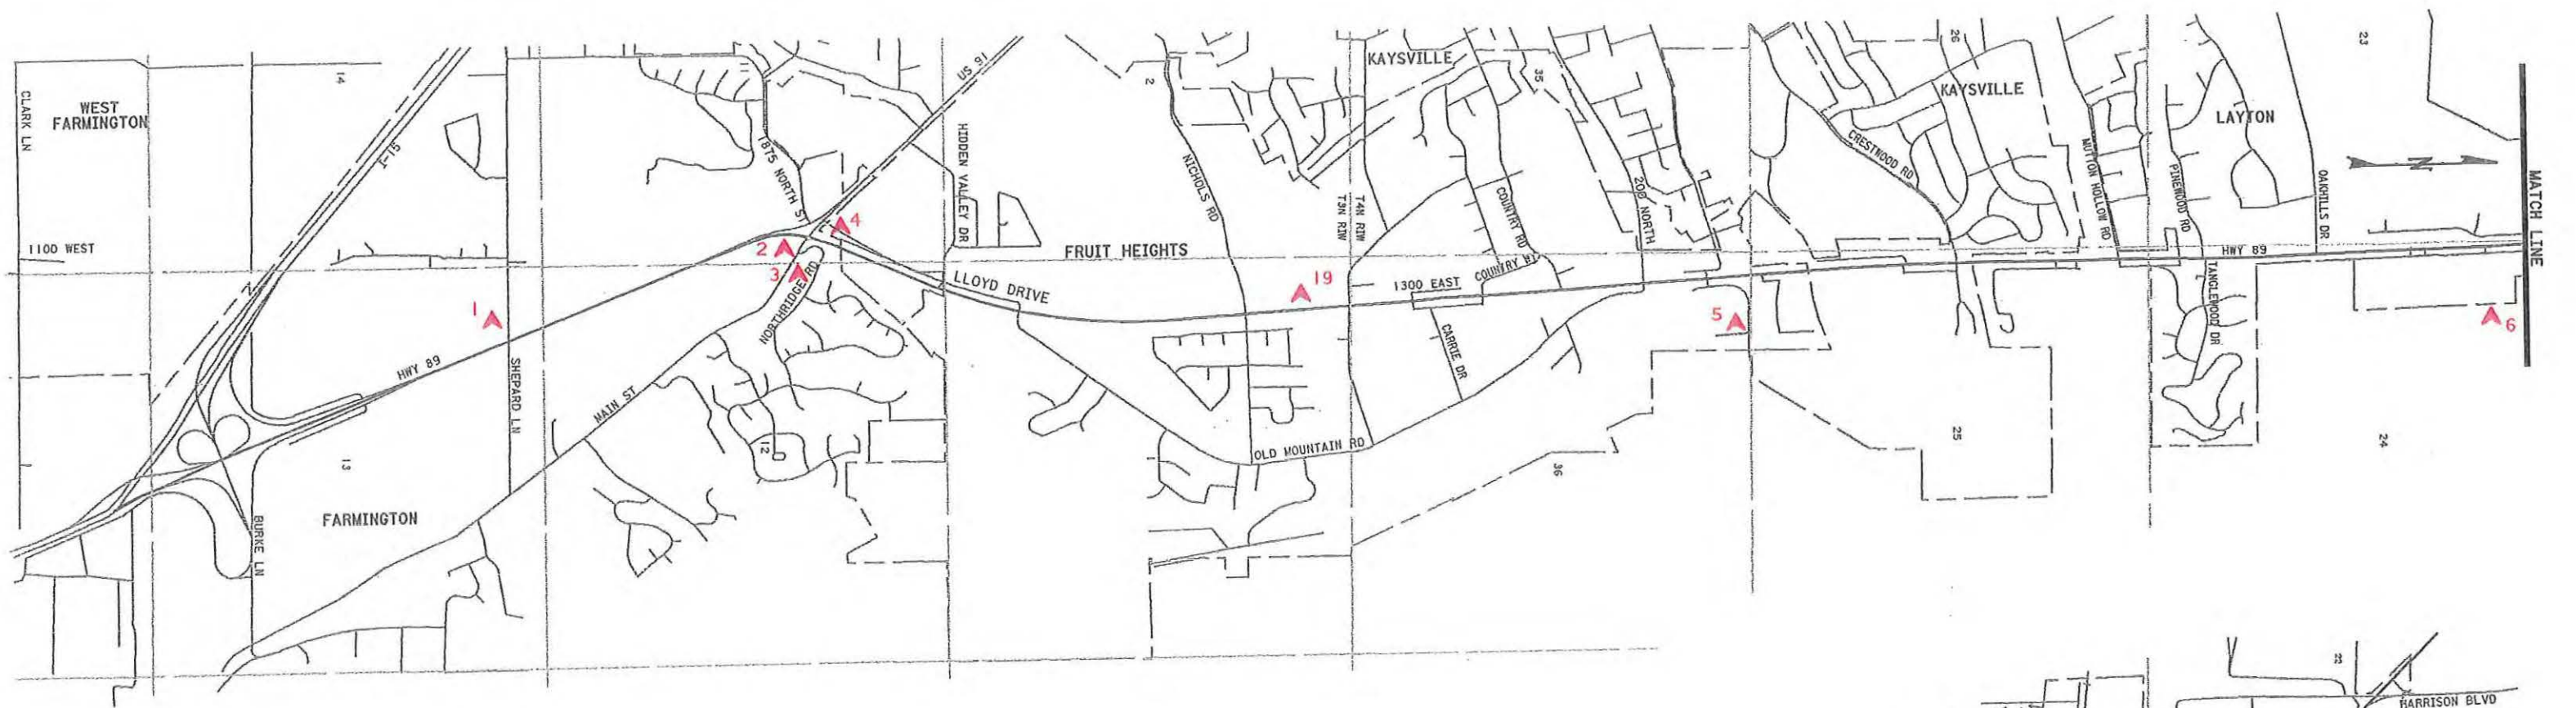 CLARK LN
WEST
FARMINGTON
14
I-15
1100 WEST
1
HWY 89
SHEPARD LN
13
FARMINGTON
BURKE LN
MAIN ST
1875 NORTH ST
2
3
4
NORTHRIDGE RD
12
US 91
HIDDEN VALLEY DR
LLOYD DRIVE
FRUIT HEIGHTS
2
NICHOLS RD
OLD MOUNTAIN RD
19
T3N R1W
T4N R1W
KAYSVILLE
35
1300 EAST
COUNTRY RD
CARRIE DR
36
200 NORTH
5
26
KAYSVILLE
CRESTWOOD RD
25
MUTTON HOLLOW RD
PINEWOOD RD
LAYTON
TANGLEWOOD DR
HWY 89
OAKHILLS DR
23
N
24
6
MATCH LINE
22
HARRISON BLVD